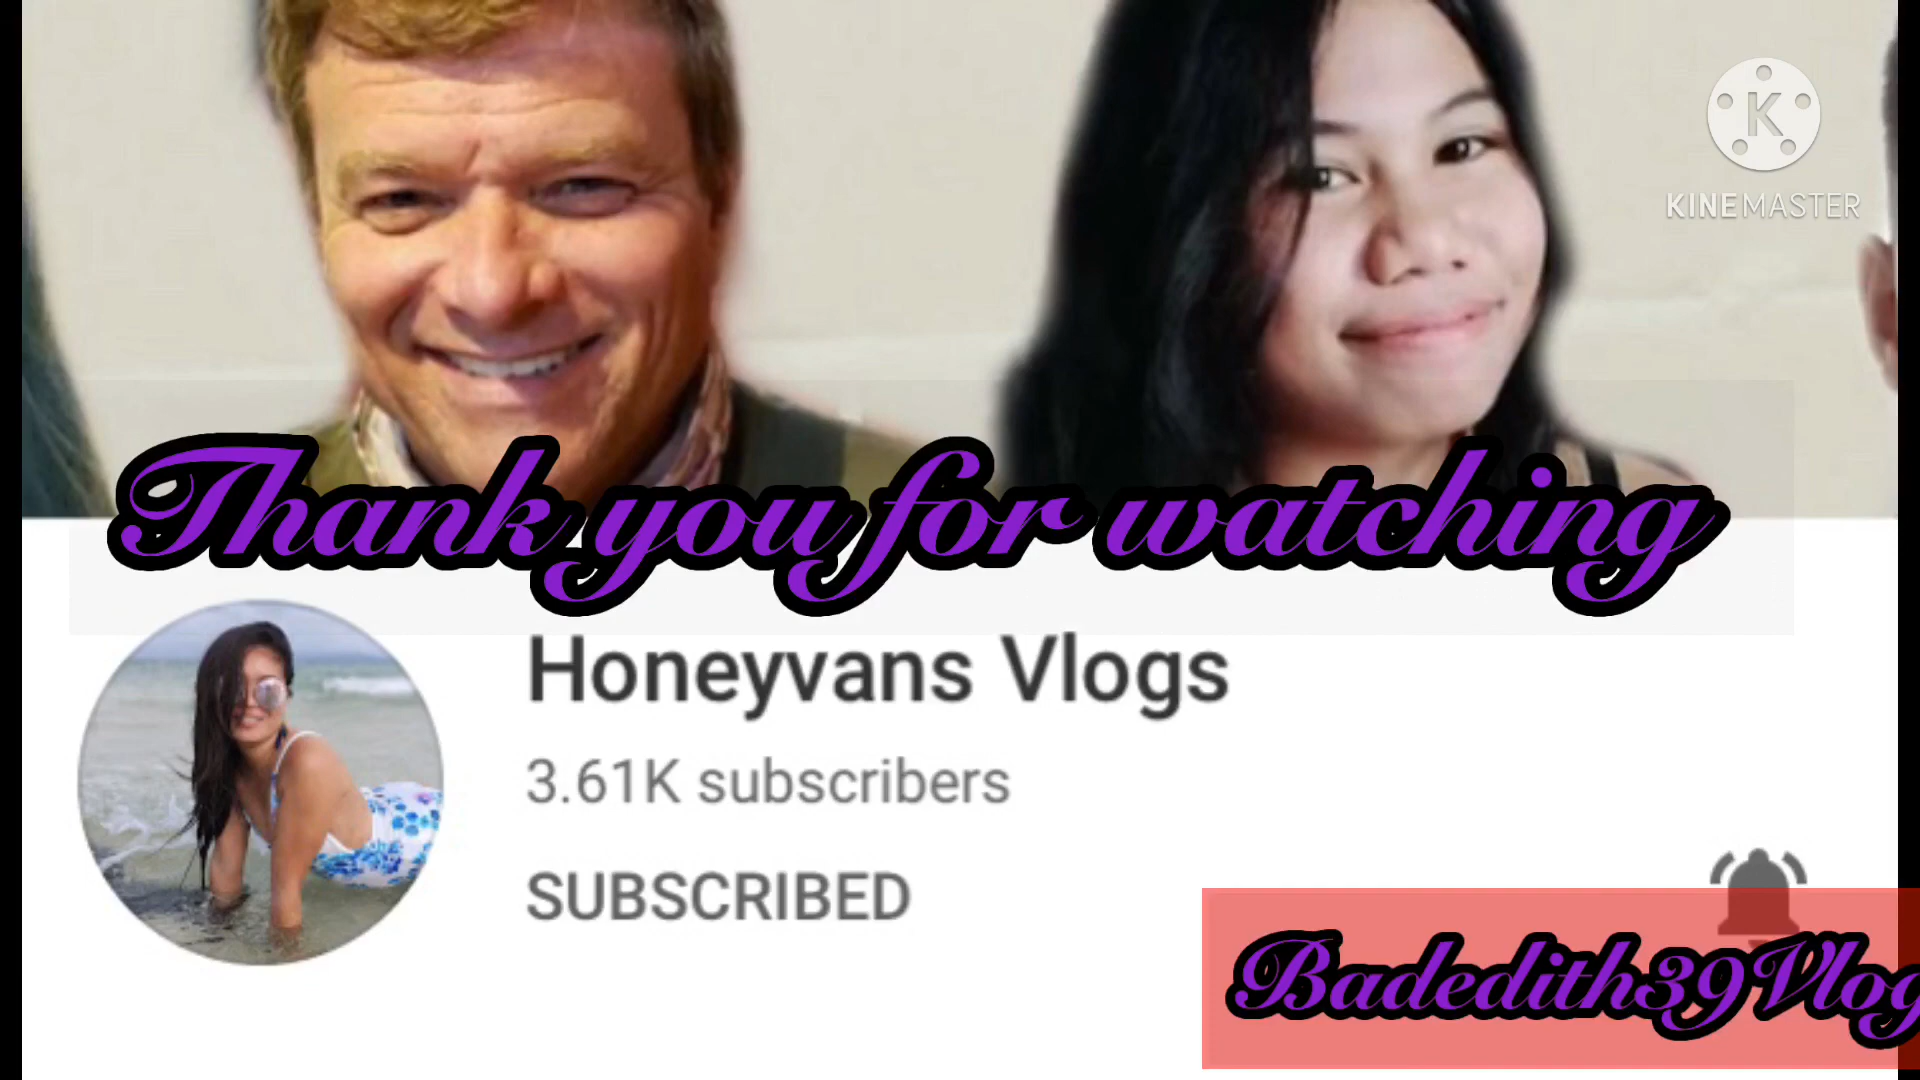 KINEMASTER
Thank you for watching
Honeyvans Vlogs
3.61K subscribers
SUBSCRIBED
Badedith39Vlog